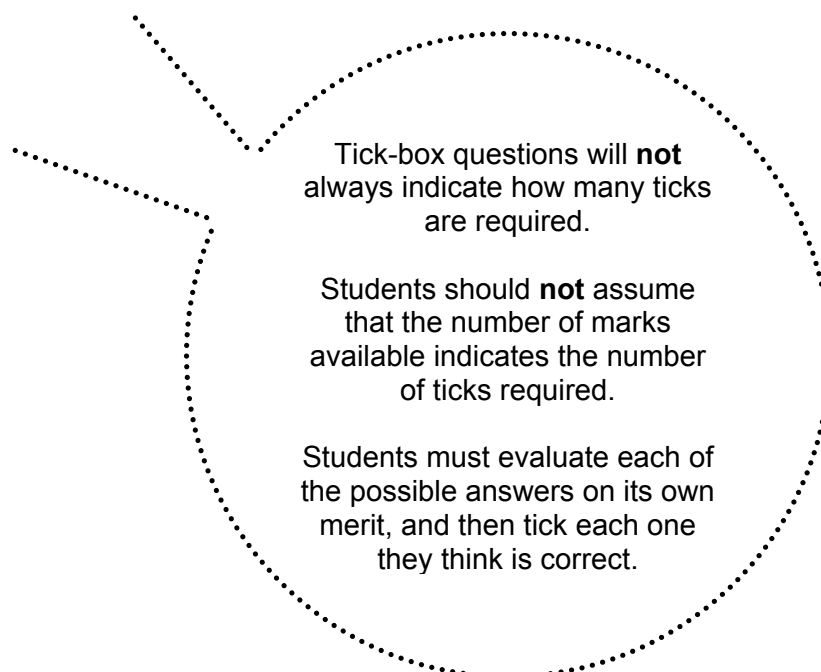 Tick-box questions will not
always indicate how many ticks
are required.
Students should not assume
that the number of marks
available indicates the number
of ticks required.
Students must evaluate each of
the possible answers on its own
merit, and then tick each one
they think is correct.